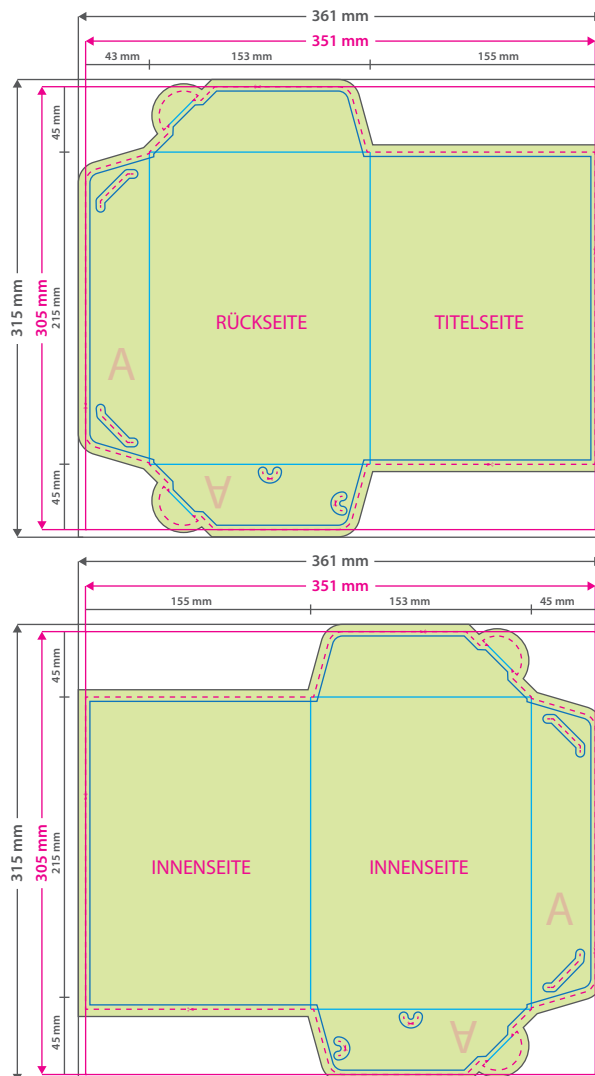 361 mm
351 mm
43 mm 153 mm 155 mm
315 mm
305 mm
45 mm
215 mm
45 mm
RÜCKSEITE TITELSEITE
A
A
361 mm
351 mm
155 mm 153 mm 45 mm
315 mm
305 mm
45 mm
215 mm
45 mm
INNENSEITE INNENSEITE
A
A